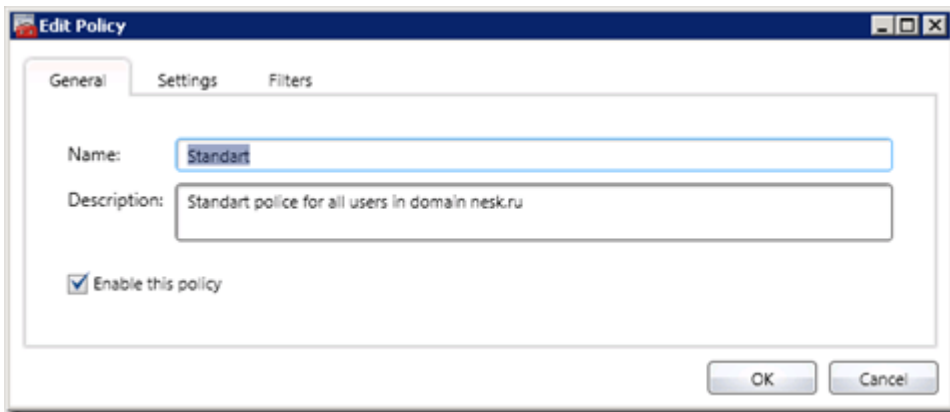 Edit Policy
General Settings Filters
Name: Standart
Description: Standart police for all users in domain nesk.ru
Enable this policy
OK Cancel